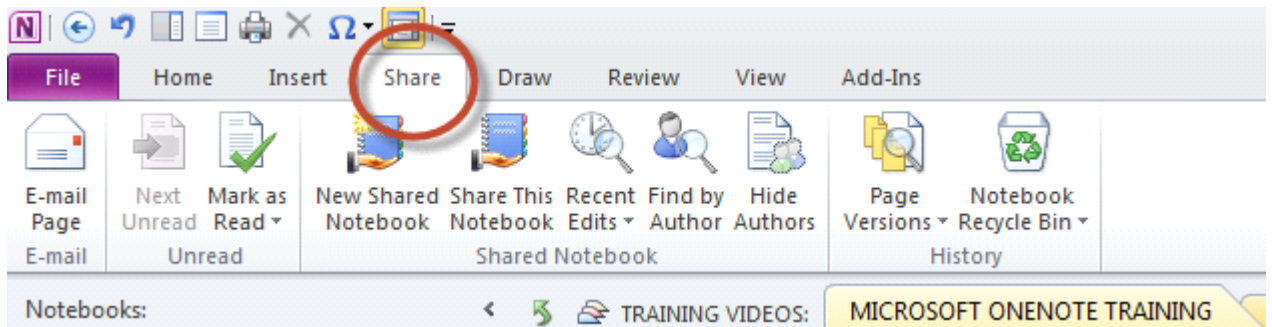 File Home Insert Share Draw Review View Add-Ins
E-mail Page
Next Unread
Mark as Read
New Shared Notebook
Share This Notebook
Recent Edits
Find by Author
Hide Authors
Page Versions
Notebook Recycle Bin
E-mail Unread Shared Notebook History
Notebooks: TRAINING VIDEOS: MICROSOFT ONENOTE TRAINING